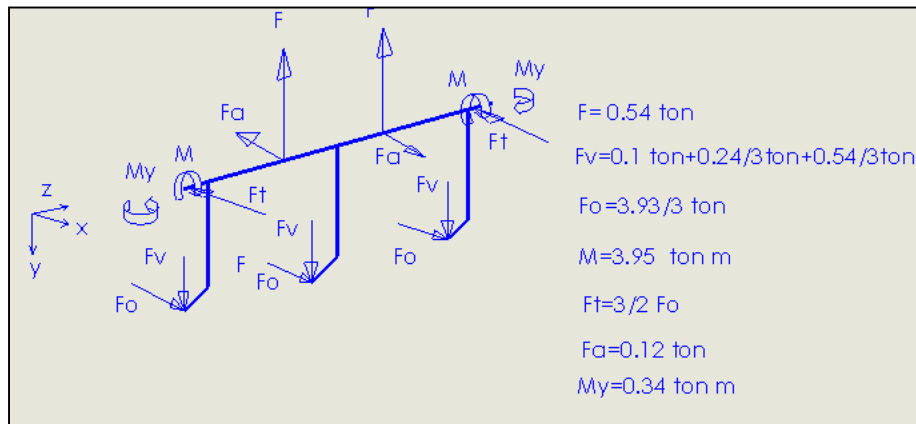 F
F
M
My
Fa
F= 0.54 ton
Ft
Fa
M
My
Fv=0.1 ton+0.24/3ton+0.54/3ton
z
Ft
Fv
x
Fo=3.93/3 ton
Fv
Fv
y
Fo
M=3.95 ton m
F
Fo
Fo
Ft=3/2 Fo
Fa=0.12 ton
My=0.34 ton m